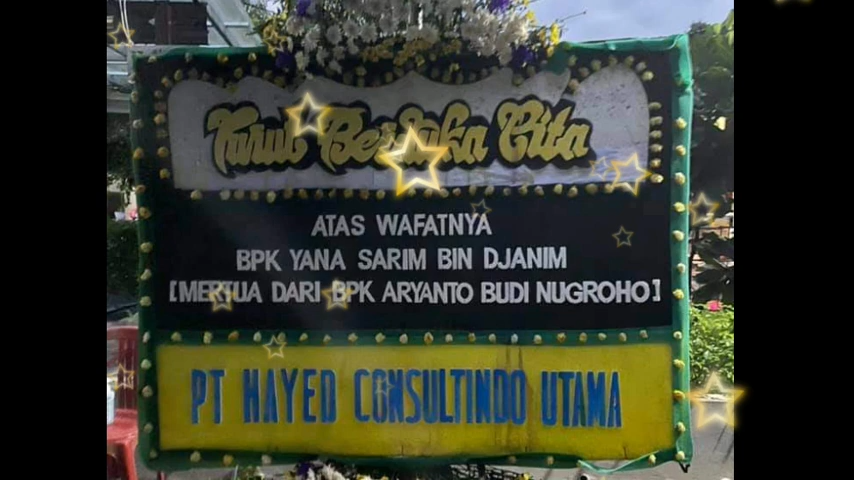 Turut Berduka Cita
ATAS WAFATNYA
BPK YANA SARIM BIN DJANIM
[MERTUA DARI BPK ARYANTO BUDI NUGROHO]
PT HAYED CONSULTINDO UTAMA